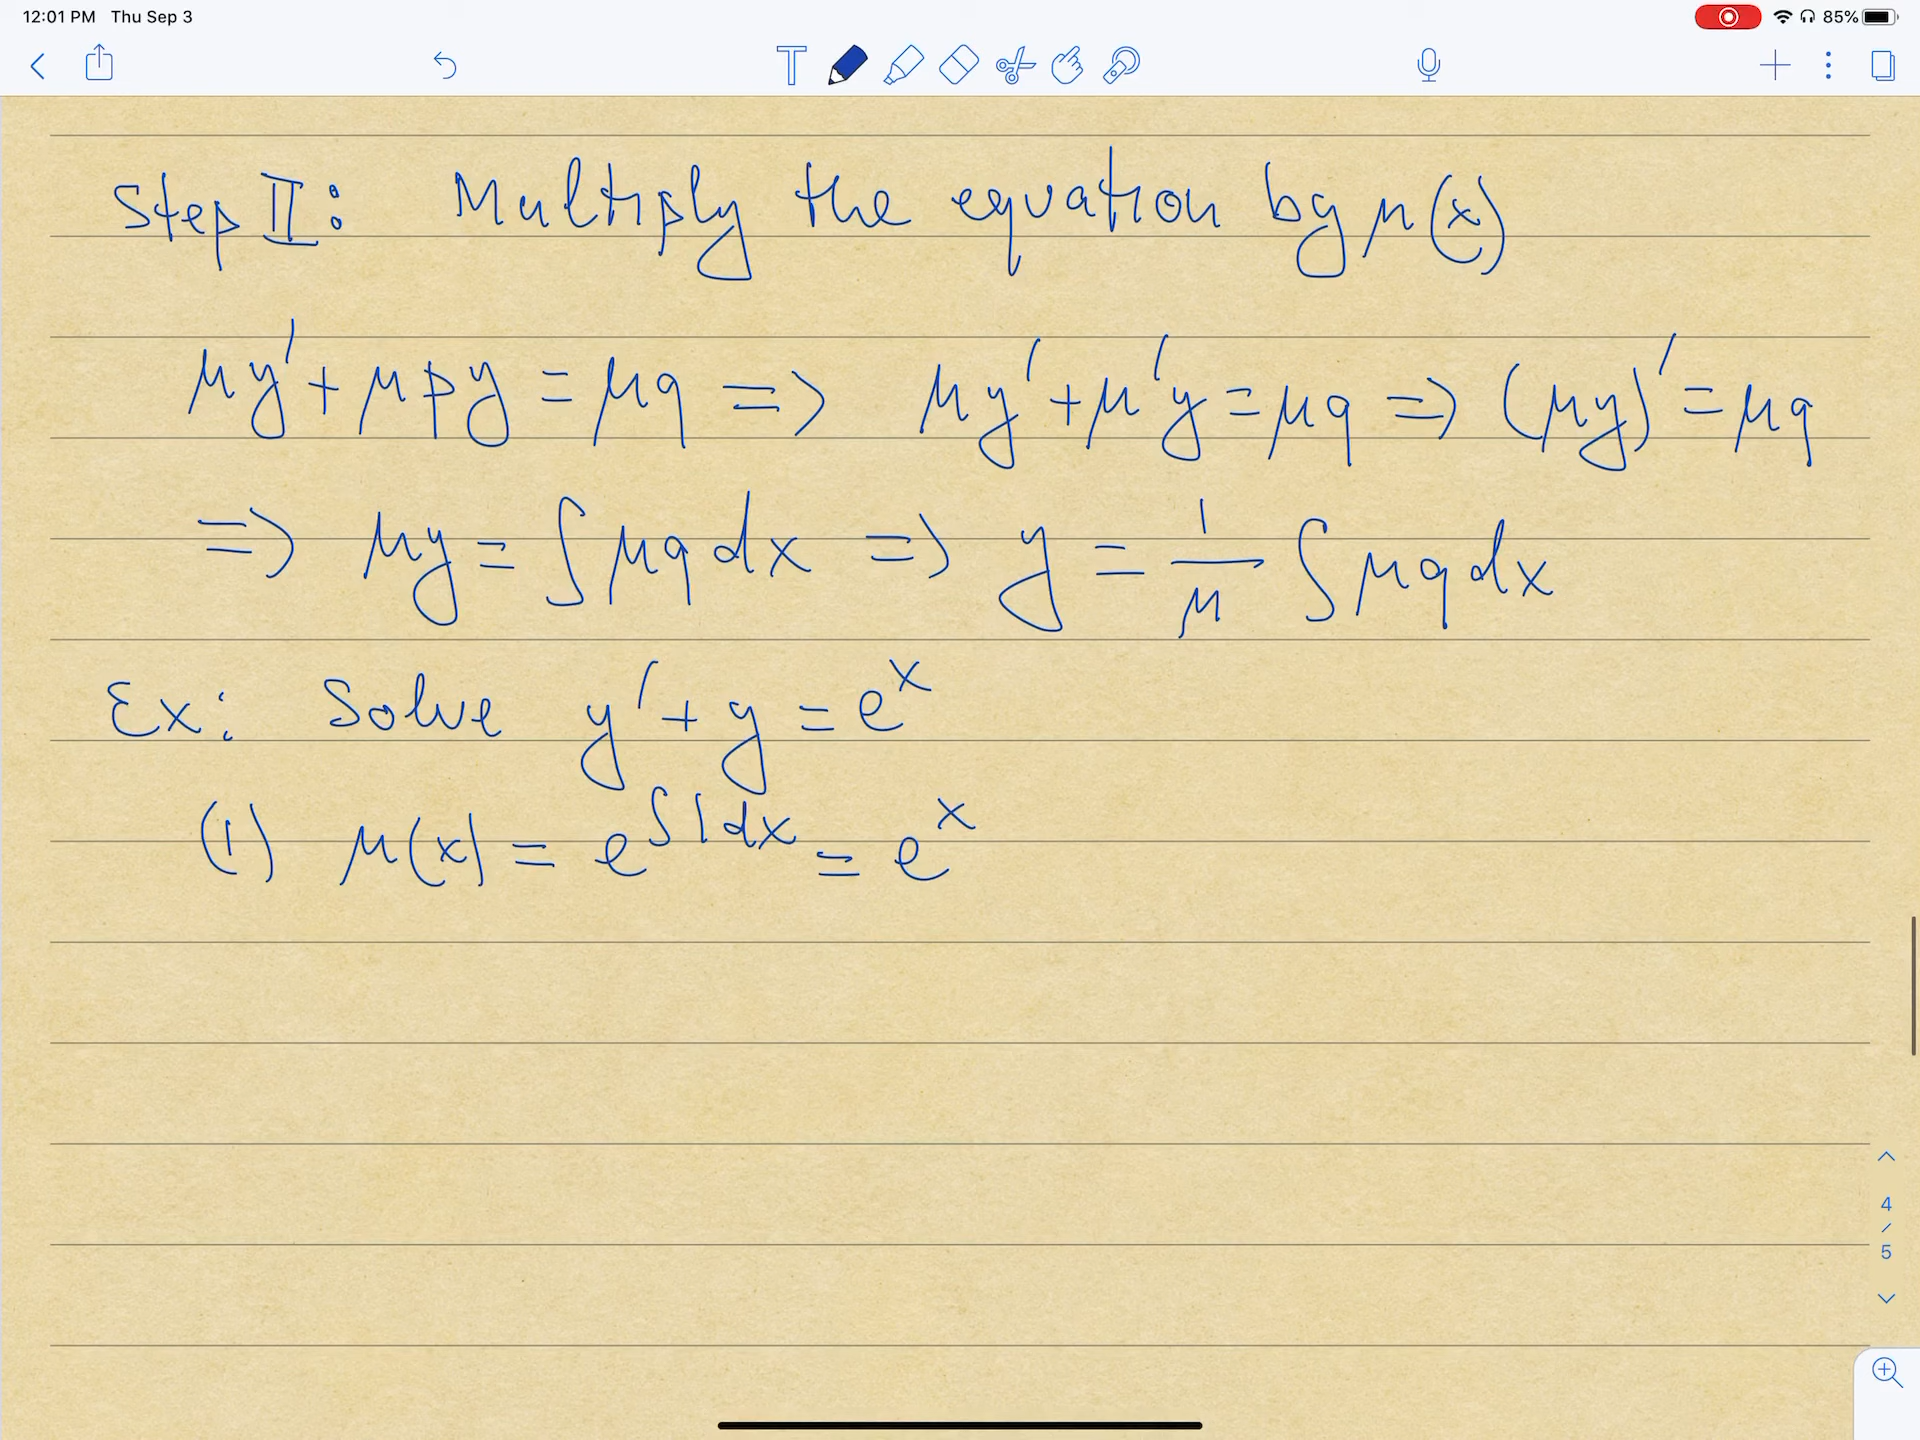 12:01 PM Thu Sep 3 85%
T
Step II: Multiply the equation by μ(x)
μy' + μpy = μq => μy' + μ'y = μq => (μy)' = μq
=> μy = ∫ μq dx => y = 1/μ ∫ μq dx
Ex: Solve y' + y = e^x
(1) μ(x) = e^∫1dx = e^x
4
/
5